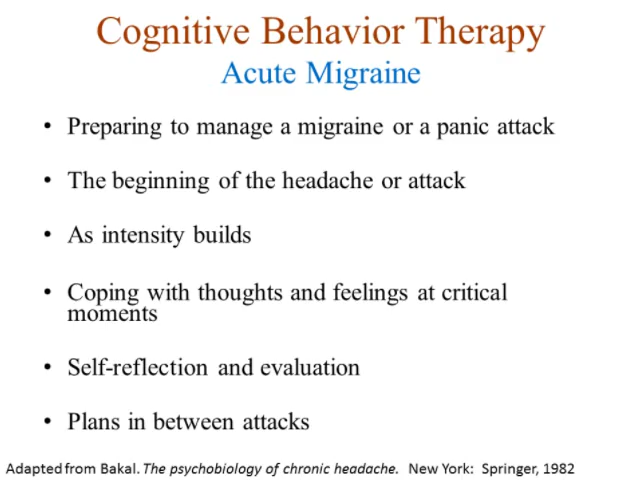 Cognitive Behavior Therapy
Acute Migraine
• Preparing to manage a migraine or a panic attack
• The beginning of the headache or attack
• As intensity builds
• Coping with thoughts and feelings at critical
moments
• Self-reflection and evaluation
• Plans in between attacks
Adapted from Bakal. The psychobiology of chronic headache. New York: Springer, 1982